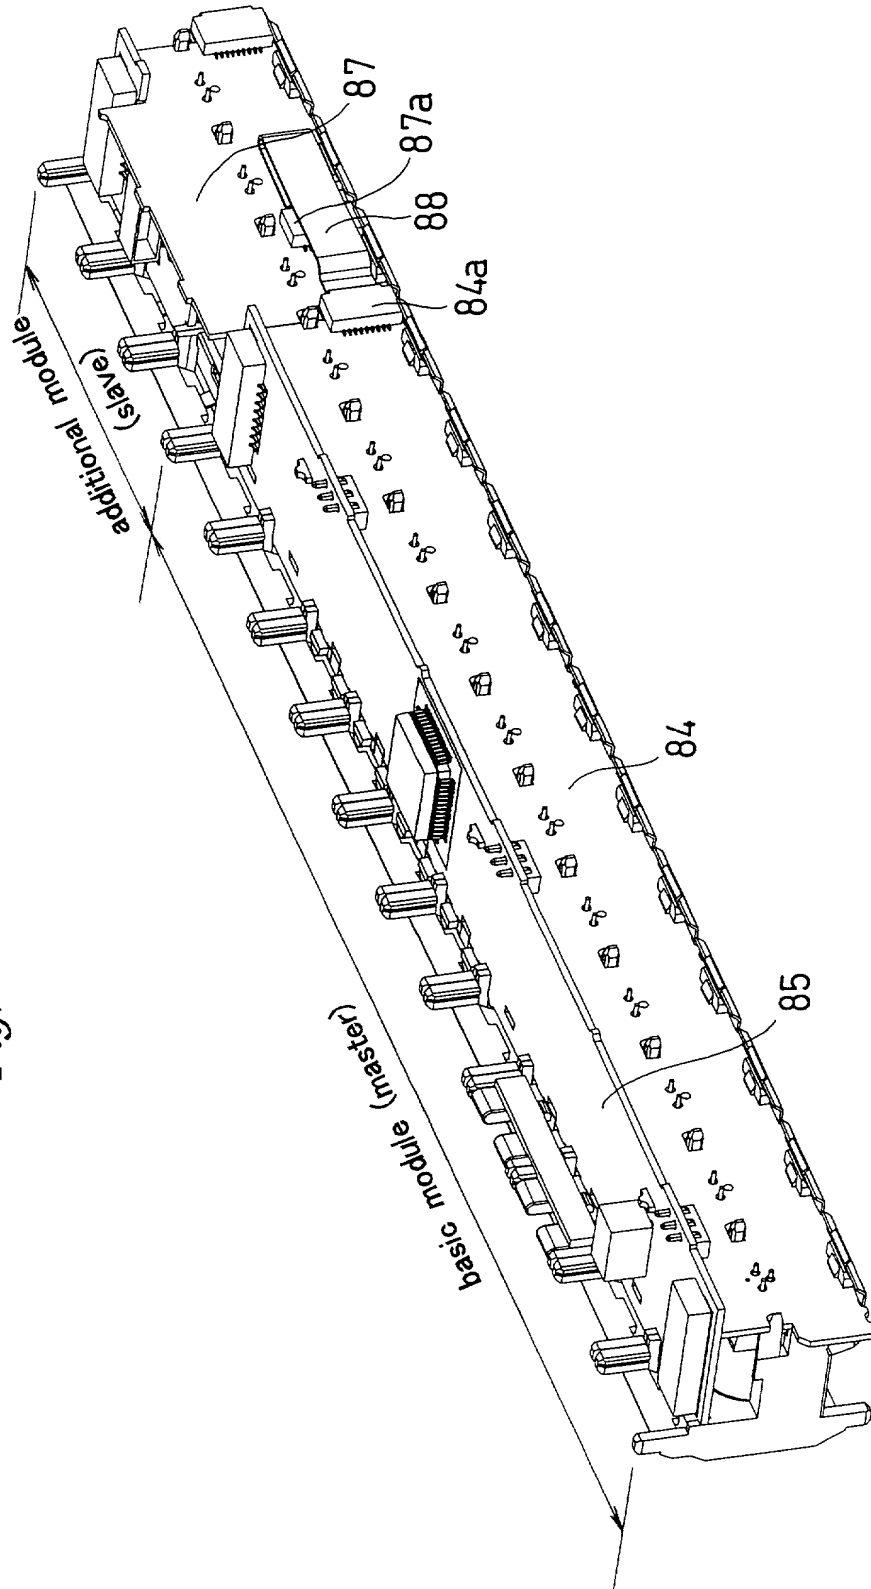 87
87a
88
84a
additional module
(slave)
84
basic module (master)
85